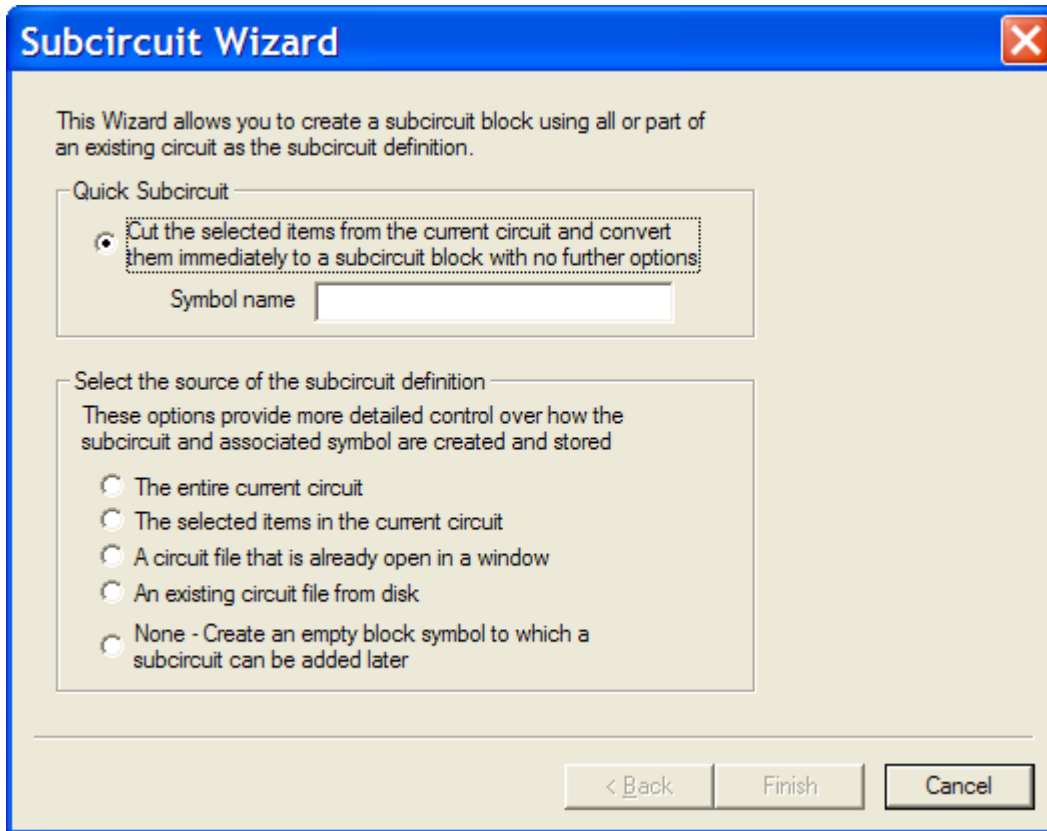 Subcircuit Wizard
This Wizard allows you to create a subcircuit block using all or part of
an existing circuit as the subcircuit definition.
Quick Subcircuit
Cut the selected items from the current circuit and convert
them immediately to a subcircuit block with no further options
Symbol name
Select the source of the subcircuit definition
These options provide more detailed control over how the
subcircuit and associated symbol are created and stored
The entire current circuit
The selected items in the current circuit
A circuit file that is already open in a window
An existing circuit file from disk
None - Create an empty block symbol to which a
subcircuit can be added later
< Back
Finish
Cancel